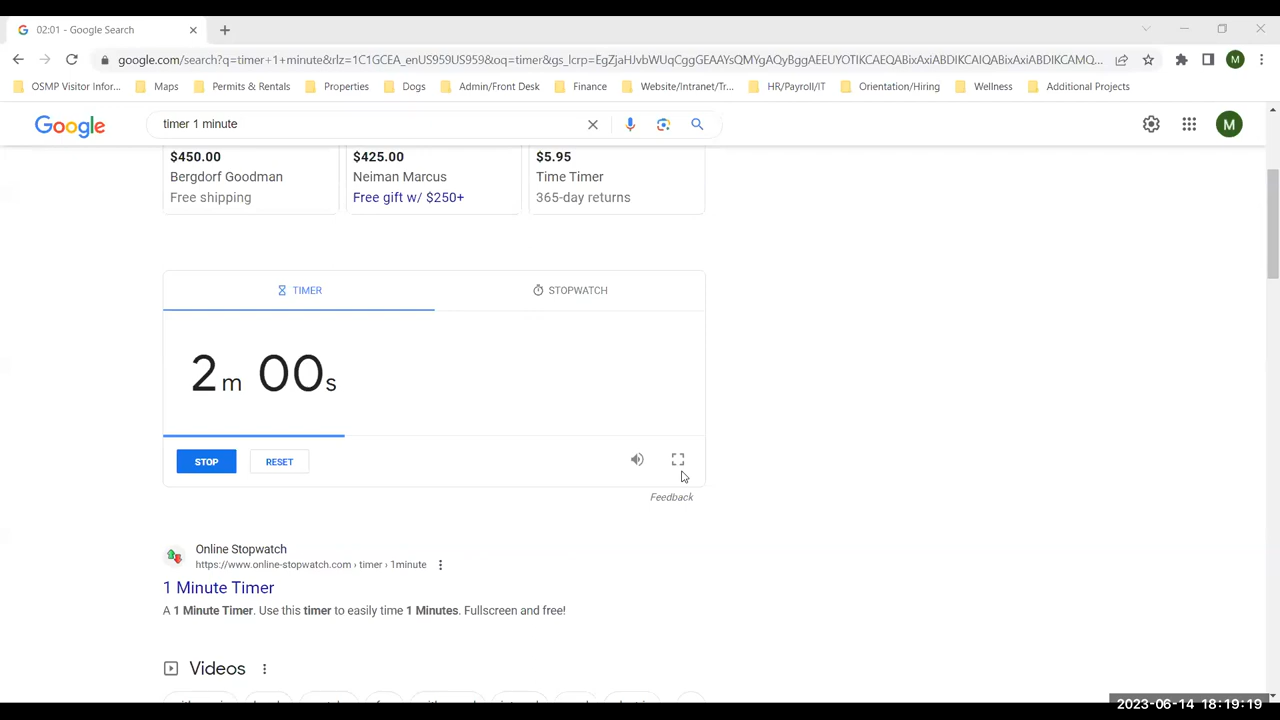 02:01 - Google Search
google.com/search?q=timer+1+minute&rlz=1C1GCEA_enUS959US959&oq=timer&gs_lcrp=EgZjaHJvbWUqCggGEAAYsQMYgAQyBggAEEUYOTIKCAEQABixAxiABDIKCAIQABixAxiABDIKCAMQ...
OSMP Visitor Infor... Maps Permits & Rentals Properties Dogs Admin/Front Desk Finance Website/Intranet/Tr... HR/Payroll/IT Orientation/Hiring Wellness Additional Projects
Google timer 1 minute M
$450.00 $425.00 $5.95
Bergdorf Goodman Neiman Marcus Time Timer
Free shipping Free gift w/ $250+ 365-day returns
TIMER STOPWATCH
2m 00s
STOP RESET
Feedback
Online Stopwatch
https://www.online-stopwatch.com › timer › 1minute
1 Minute Timer
A 1 Minute Timer. Use this timer to easily time 1 Minutes. Fullscreen and free!
Videos
2023-06-14 18:19:19